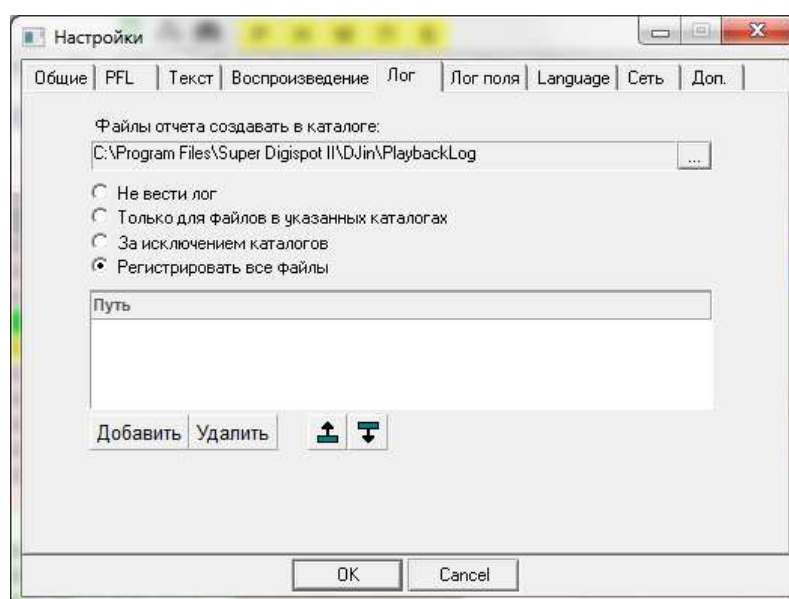 Настройки
Общие PFL Текст Воспроизведение Лог Лог поля Language Сеть Доп.
Файлы отчета создавать в каталоге:
C:\Program Files\Super Digispot II\DJin\PlaybackLog ...
Не вести лог
Только для файлов в указанных каталогах
За исключением каталогов
Регистрировать все файлы
Путь
Добавить Удалить
OK Cancel